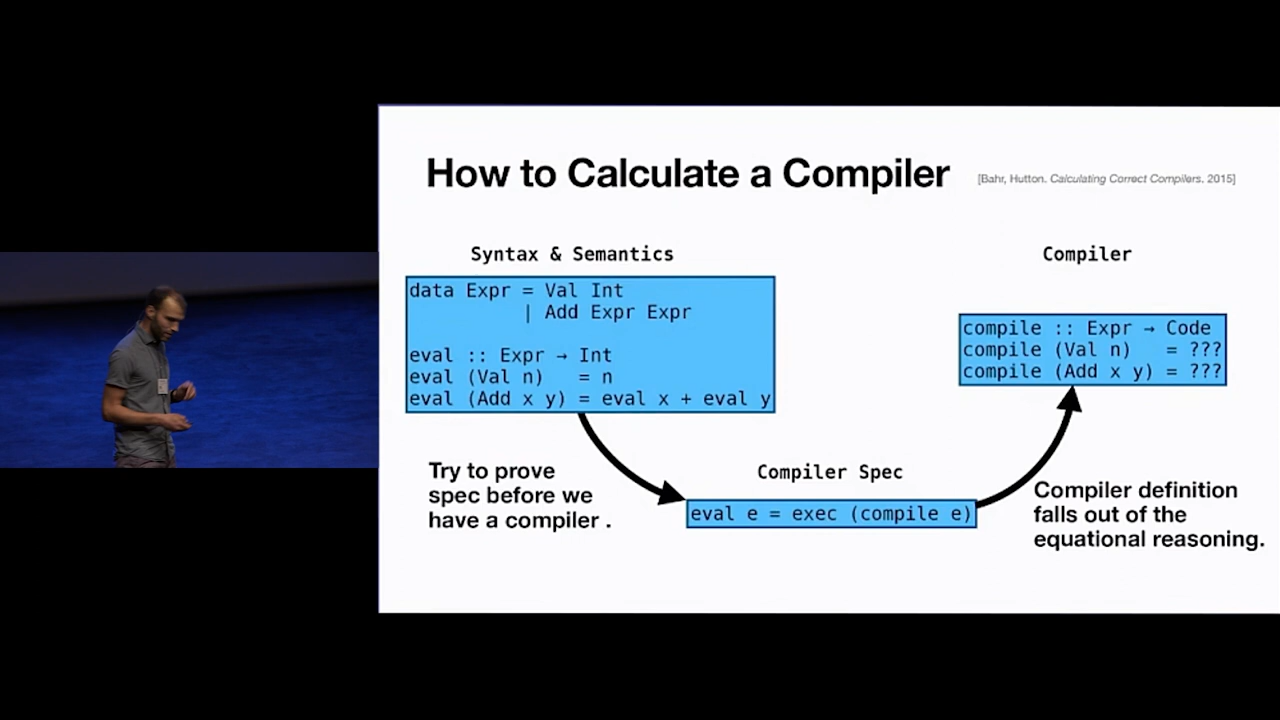 How to Calculate a Compiler
[Bahr, Hutton. Calculating Correct Compilers. 2015]
Syntax & Semantics
data Expr = Val Int
| Add Expr Expr
eval :: Expr → Int
eval (Val n)   = n
eval (Add x y) = eval x + eval y
Compiler
compile :: Expr → Code
compile (Val n)   = ???
compile (Add x y) = ???
Try to prove
spec before we
have a compiler .
Compiler Spec
eval e = exec (compile e)
Compiler definition
falls out of the
equational reasoning.